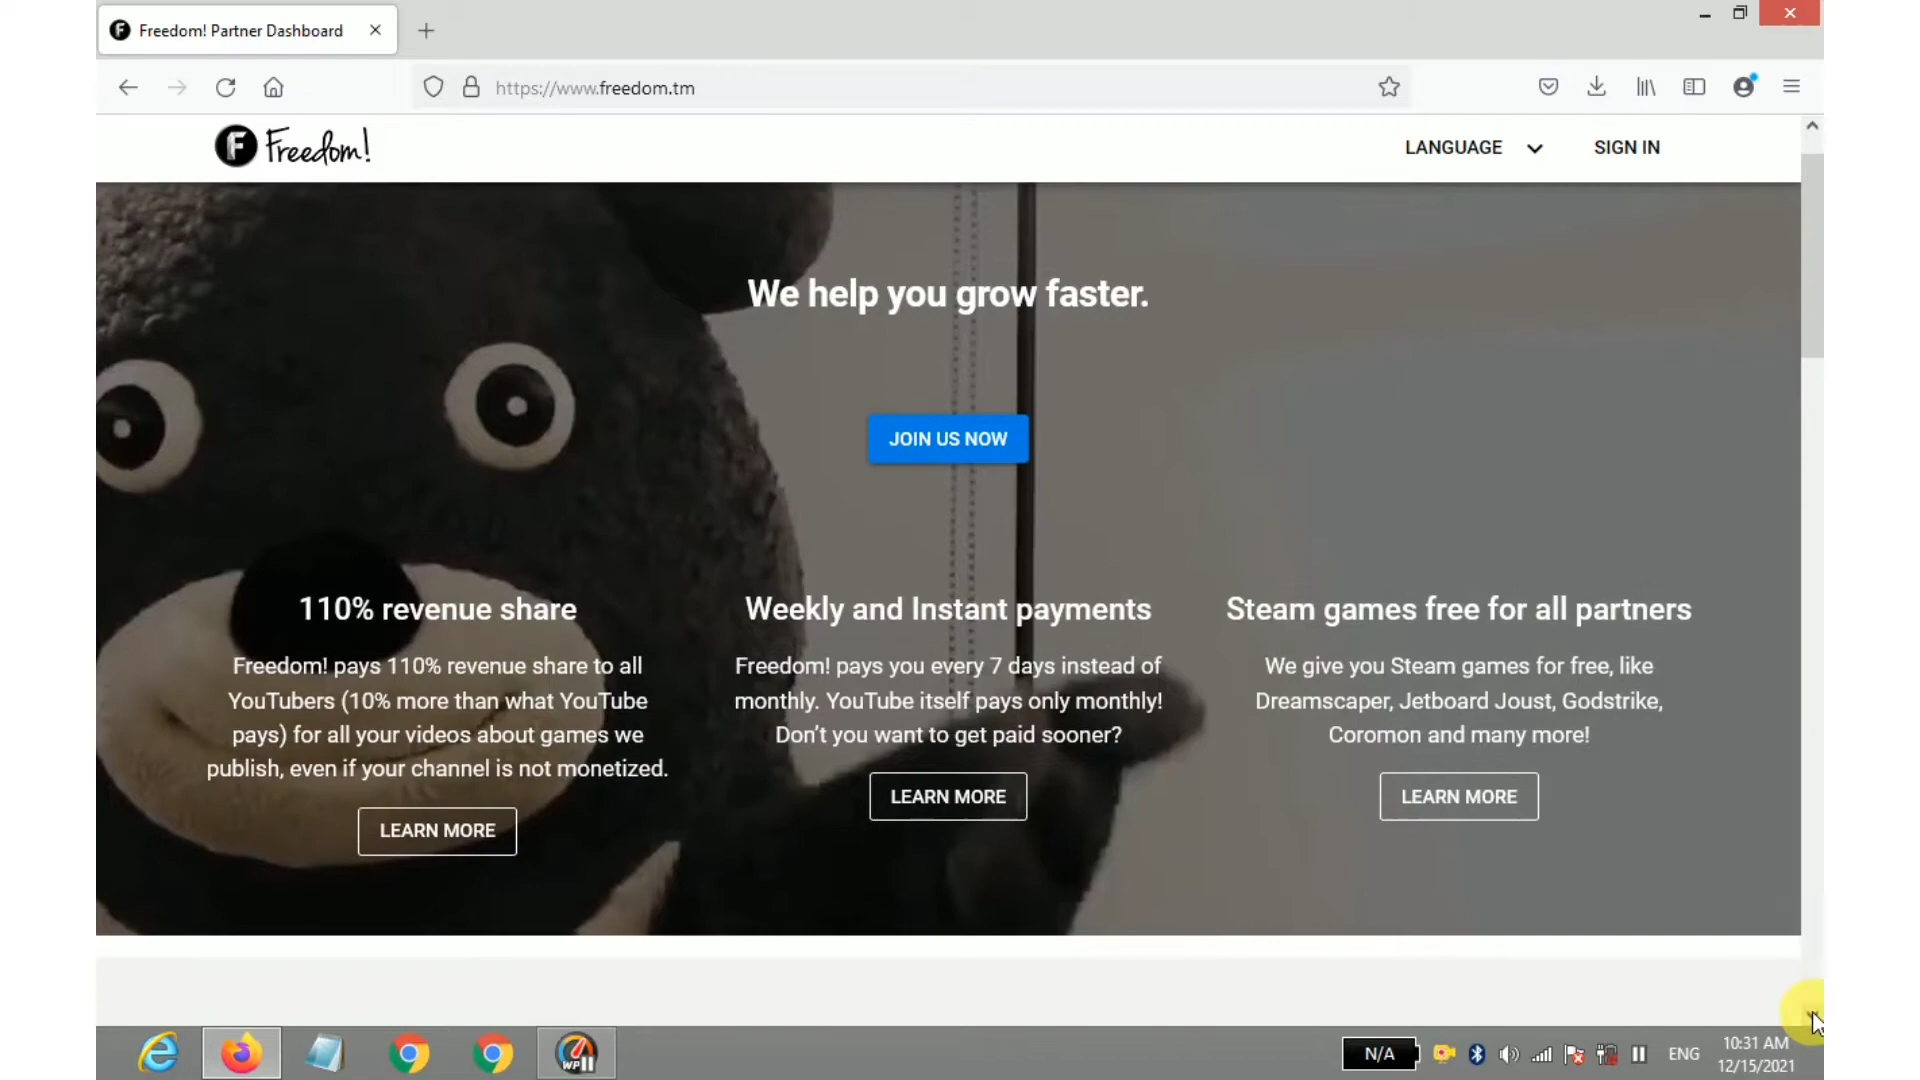 Freedom! Partner Dashboard
https://www.freedom.tm
F Freedom!
LANGUAGE
SIGN IN
We help you grow faster.
JOIN US NOW
110% revenue share
Freedom! pays 110% revenue share to all
YouTubers (10% more than what YouTube
pays) for all your videos about games we
publish, even if your channel is not monetized.
LEARN MORE
Weekly and Instant payments
Freedom! pays you every 7 days instead of
monthly. YouTube itself pays only monthly!
Don't you want to get paid sooner?
LEARN MORE
Steam games free for all partners
We give you Steam games for free, like
Dreamscaper, Jetboard Joust, Godstrike,
Coromon and many more!
LEARN MORE
WP
N/A
ENG
10:31 AM
12/15/2021